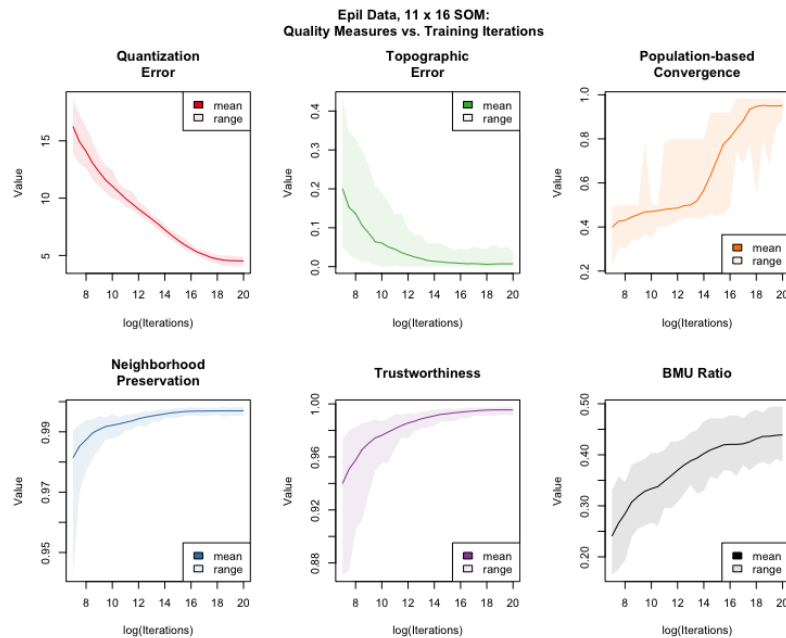 Epil Data, 11 x 16 SOM:
Quality Measures vs. Training Iterations
Quantization
Error
Value
15
10
5
mean
range
8 10 12 14 16 18 20
log(Iterations)
Topographic
Error
Value
0.4
0.3
0.2
0.1
0.0
mean
range
8 10 12 14 16 18 20
log(Iterations)
Population-based
Convergence
Value
1.0
0.8
0.6
0.4
0.2
mean
range
8 10 12 14 16 18 20
log(Iterations)
Neighborhood
Preservation
Value
0.99
0.97
0.95
mean
range
8 10 12 14 16 18 20
log(Iterations)
Trustworthiness
Value
1.00
0.96
0.92
0.88
mean
range
8 10 12 14 16 18 20
log(Iterations)
BMU Ratio
Value
0.50
0.40
0.30
0.20
mean
range
8 10 12 14 16 18 20
log(Iterations)